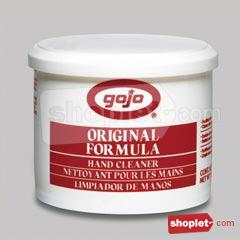 gojo
ORIGINAL
FORMULA
HAND CLEANER
NETTOYANT POUR LES MAINS
LIMPIADOR DE MANOS
shoplet.com